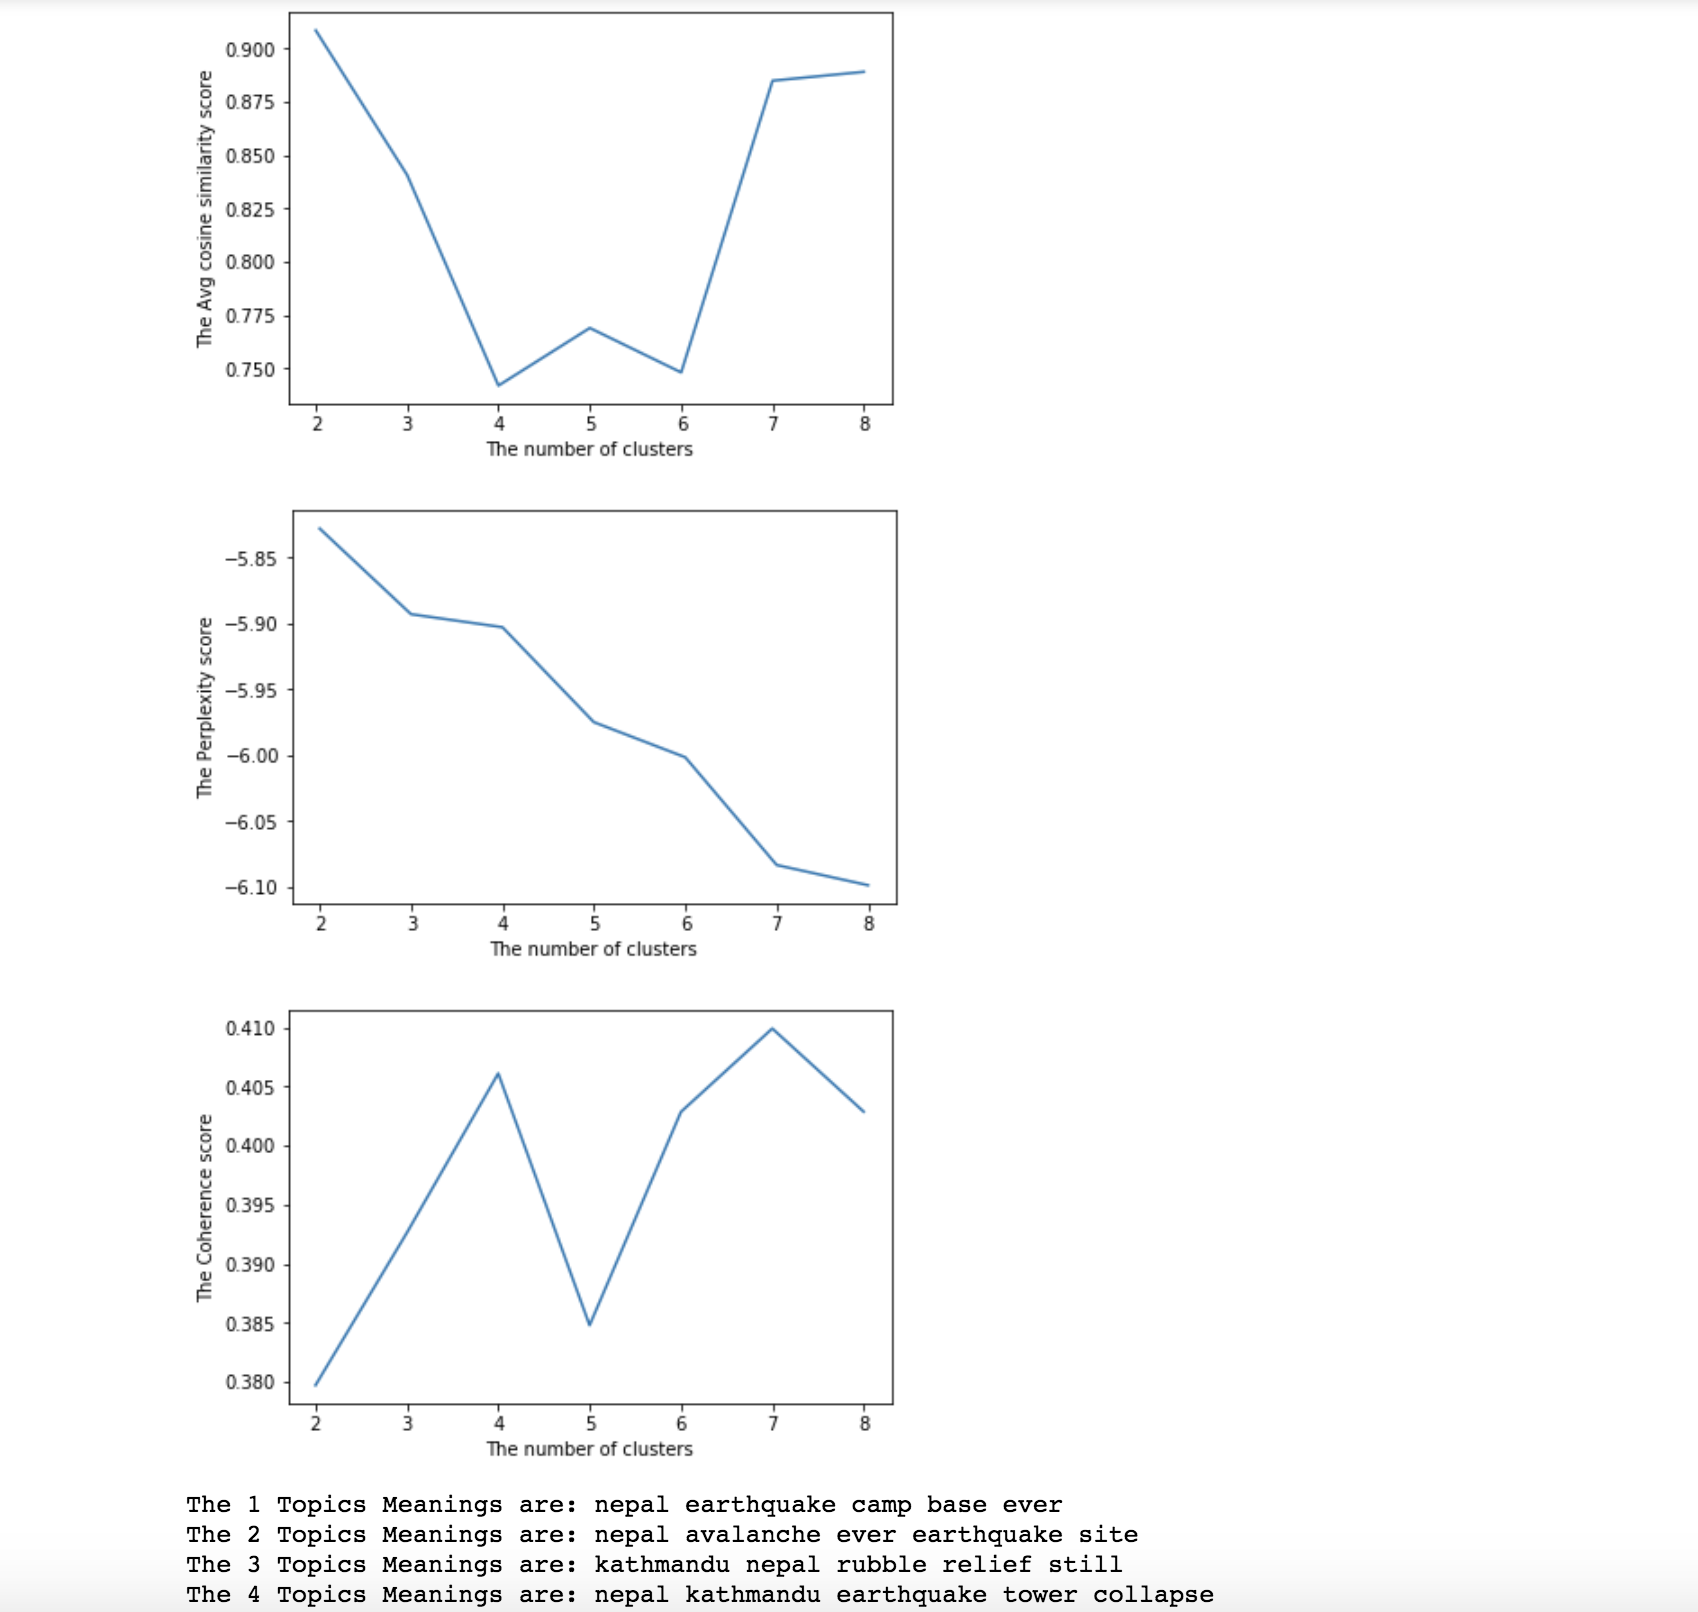 0.900
0.875
0.850
0.825
0.800
0.775
0.750
The Avg cosine similarity score
2 3 4 5 6 7 8
The number of clusters
−5.85
−5.90
−5.95
−6.00
−6.05
−6.10
The Perplexity score
2 3 4 5 6 7 8
The number of clusters
0.410
0.405
0.400
0.395
0.390
0.385
0.380
The Coherence score
2 3 4 5 6 7 8
The number of clusters
The 1 Topics Meanings are: nepal earthquake camp base ever
The 2 Topics Meanings are: nepal avalanche ever earthquake site
The 3 Topics Meanings are: kathmandu nepal rubble relief still
The 4 Topics Meanings are: nepal kathmandu earthquake tower collapse